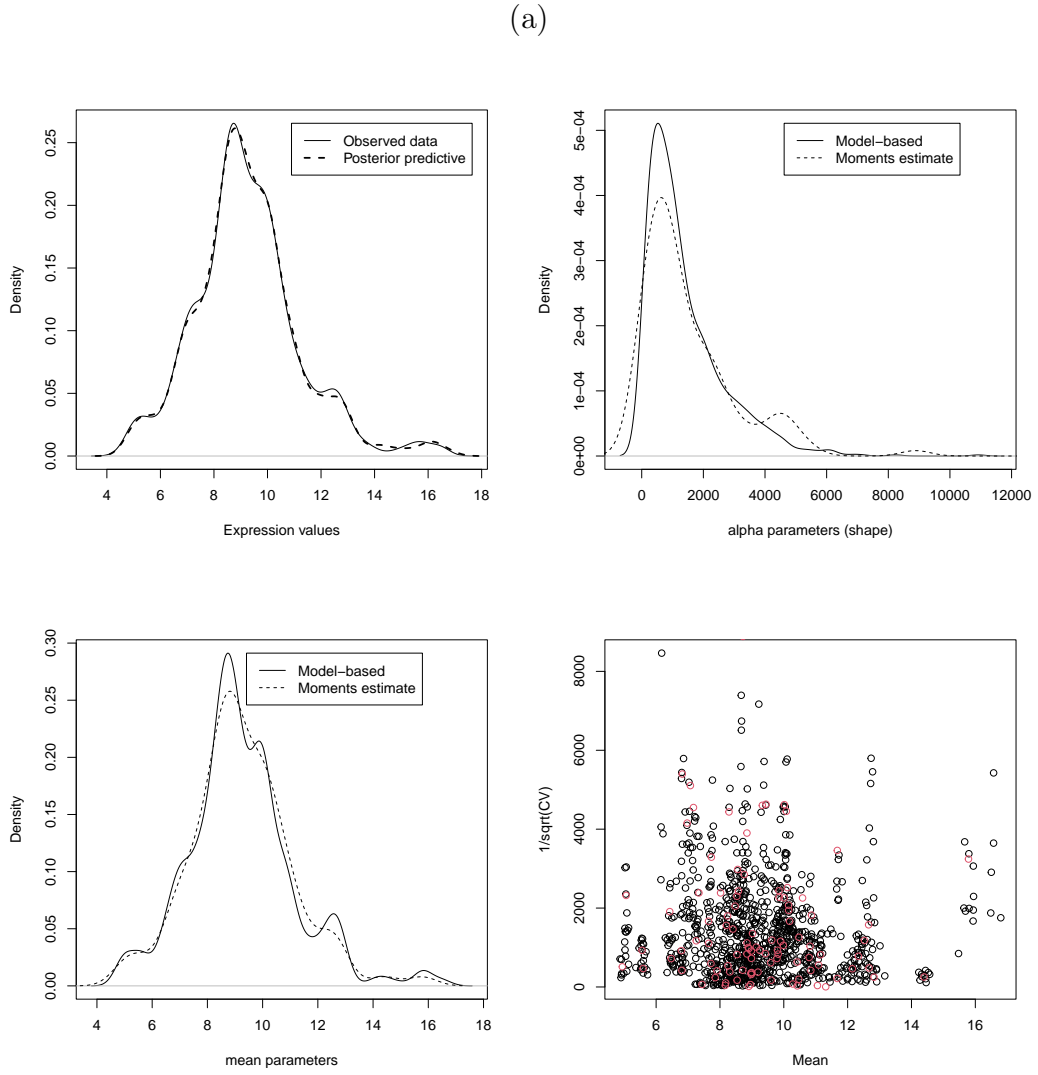 (a)
Density
0.00 0.05 0.10 0.15 0.20 0.25
Observed data
Posterior predictive
4 6 8 10 12 14 16 18
Expression values
Density
0e+00 1e−04 2e−04 3e−04 4e−04 5e−04
Model−based
Moments estimate
0 2000 4000 6000 8000 10000 12000
alpha parameters (shape)
Density
0.00 0.05 0.10 0.15 0.20 0.25 0.30
Model−based
Moments estimate
4 6 8 10 12 14 16 18
mean parameters
1/sqrt(CV)
0 2000 4000 6000 8000
6 8 10 12 14 16
Mean